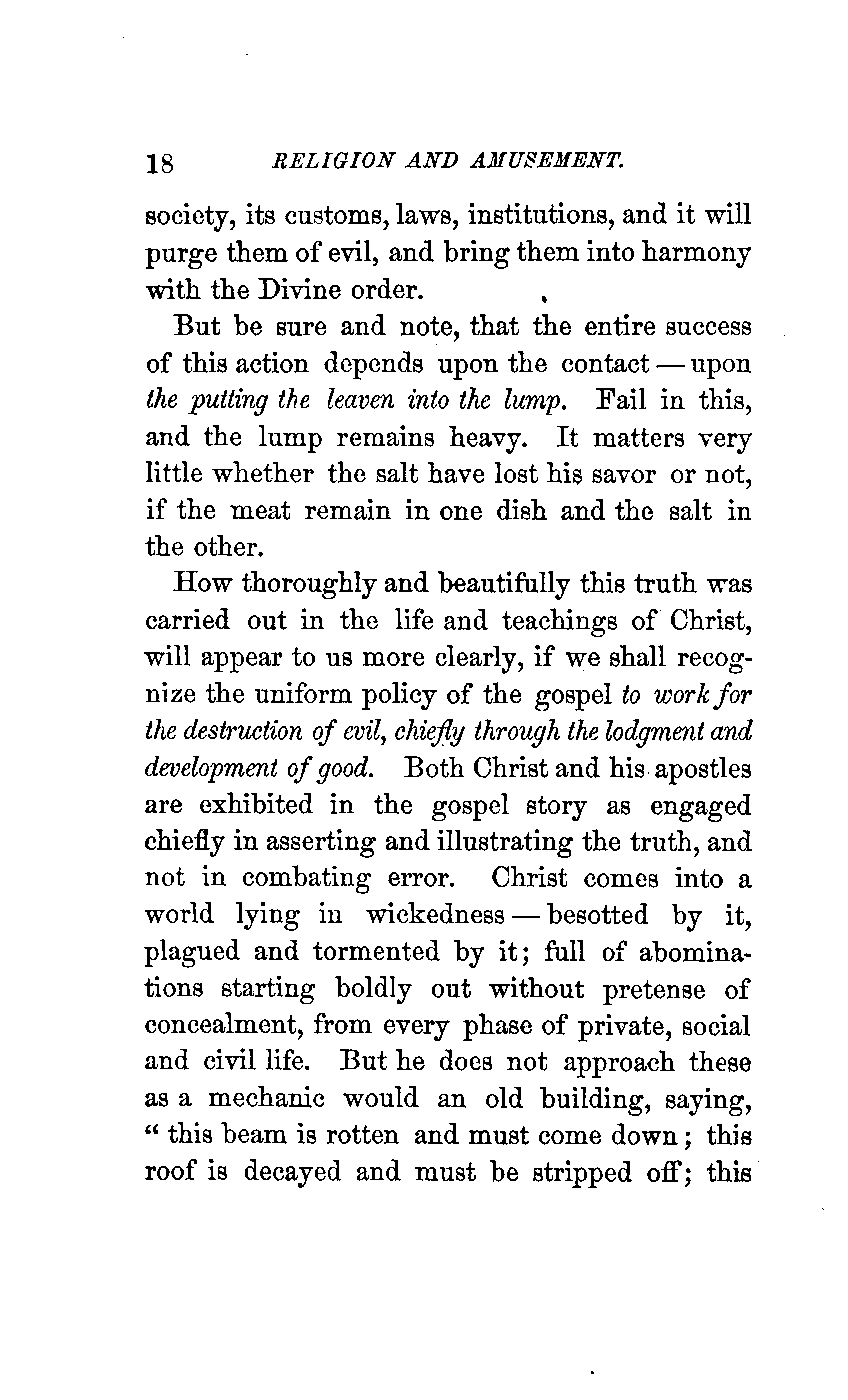 18 RELIGION AND AMUSEMENT.
society, its customs, laws, institutions, and it will
purge them of evil, and bring them into harmony
with the Divine order.
But be sure and note, that the entire success
of this action depends upon the contact — upon
the putting the leaven into the lump. Fail in this,
and the lump remains heavy. It matters very
little whether the salt have lost his savor or not,
if the meat remain in one dish and the salt in
the other.
How thoroughly and beautifully this truth was
carried out in the life and teachings of Christ,
will appear to us more clearly, if we shall recog-
nize the uniform policy of the gospel to work for
the destruction of evil, chiefly through the lodgment and
development of good. Both Christ and his apostles
are exhibited in the gospel story as engaged
chiefly in asserting and illustrating the truth, and
not in combating error. Christ comes into a
world lying in wickedness — besotted by it,
plagued and tormented by it; full of abomina-
tions starting boldly out without pretense of
concealment, from every phase of private, social
and civil life. But he does not approach these
as a mechanic would an old building, saying,
“ this beam is rotten and must come down ; this
roof is decayed and must be stripped off; this